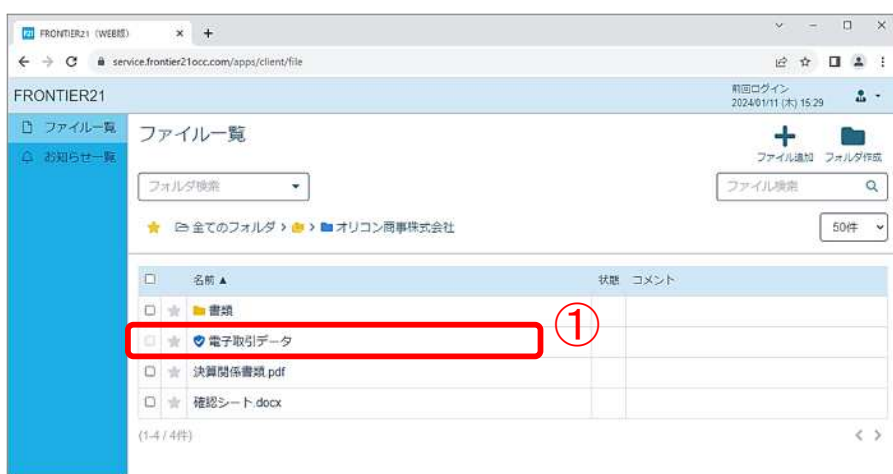 FRONTIER21 (WEB版)
service.frontier21occ.com/apps/client/file
FRONTIER21
前回ログイン
2024/01/11 (木) 15:29
ファイル一覧
お知らせ一覧
ファイル一覧
ファイル追加 フォルダ作成
フォルダ検索
ファイル検索
全てのフォルダ > > オリコン商事株式会社
50件
名前▲ 状態 コメント
書類
電子取引データ
①
決算関係書類.pdf
確認シート.docx
(1-4 / 4件)